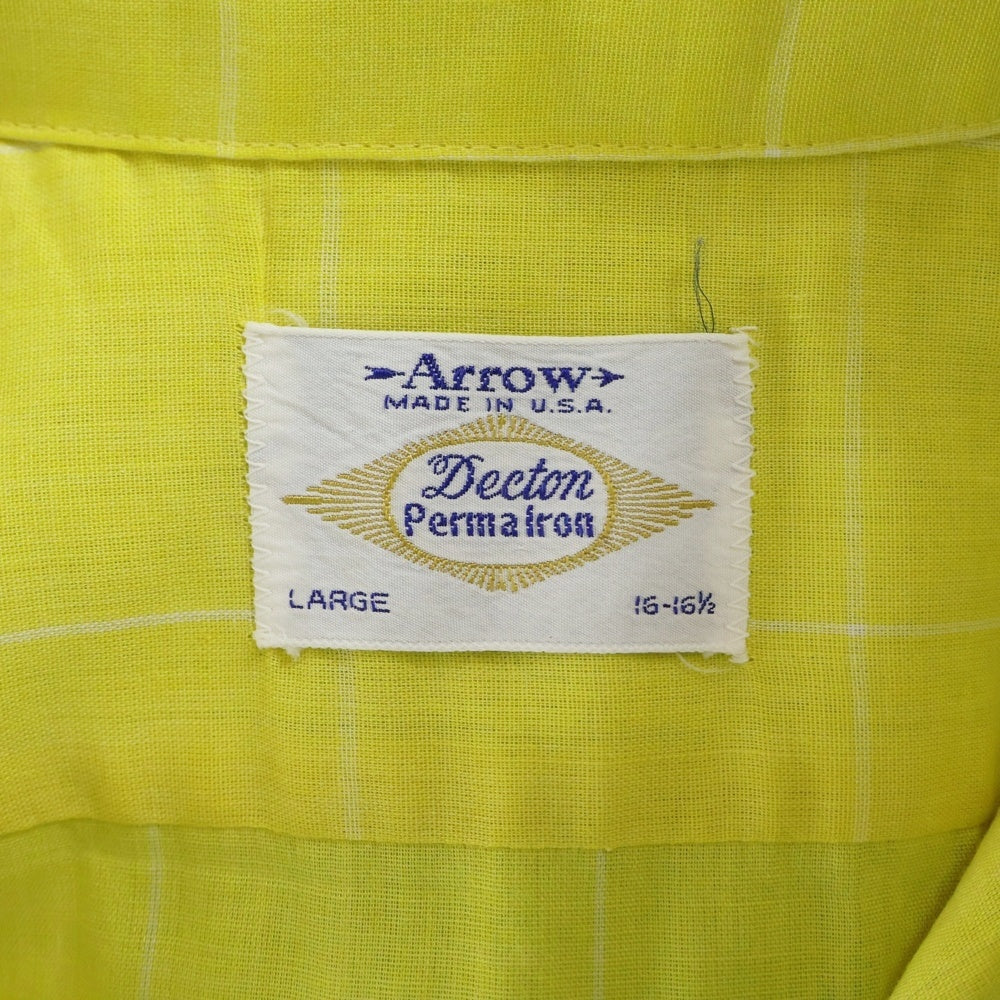 Arrow
MADE IN U.S.A.
Decton
PermaIron
LARGE 16-16½